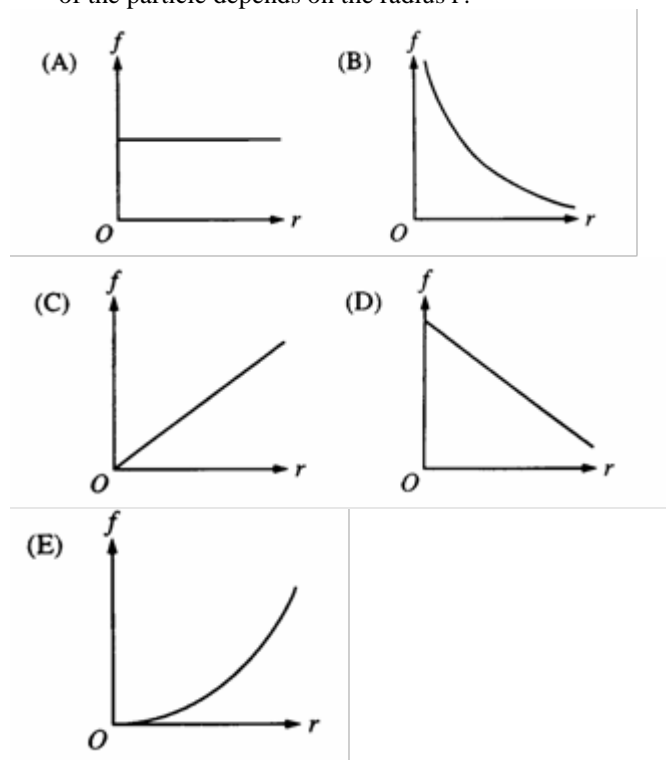 of the particle depends on the radius r?
(A) f
O r
(B) f
O r
(C) f
O r
(D) f
O r
(E) f
O r